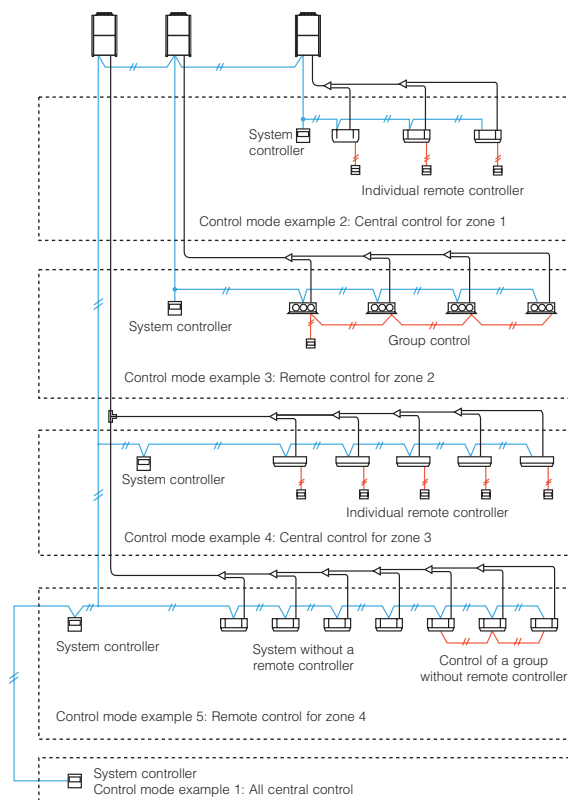 System
controller
Individual remote controller
Control mode example 2: Central control for zone 1
System controller
Group control
Control mode example 3: Remote control for zone 2
System controller
Individual remote controller
Control mode example 4: Central control for zone 3
System controller
System without a
remote controller
Control of a group
without remote controller
Control mode example 5: Remote control for zone 4
System controller
Control mode example 1: All central control